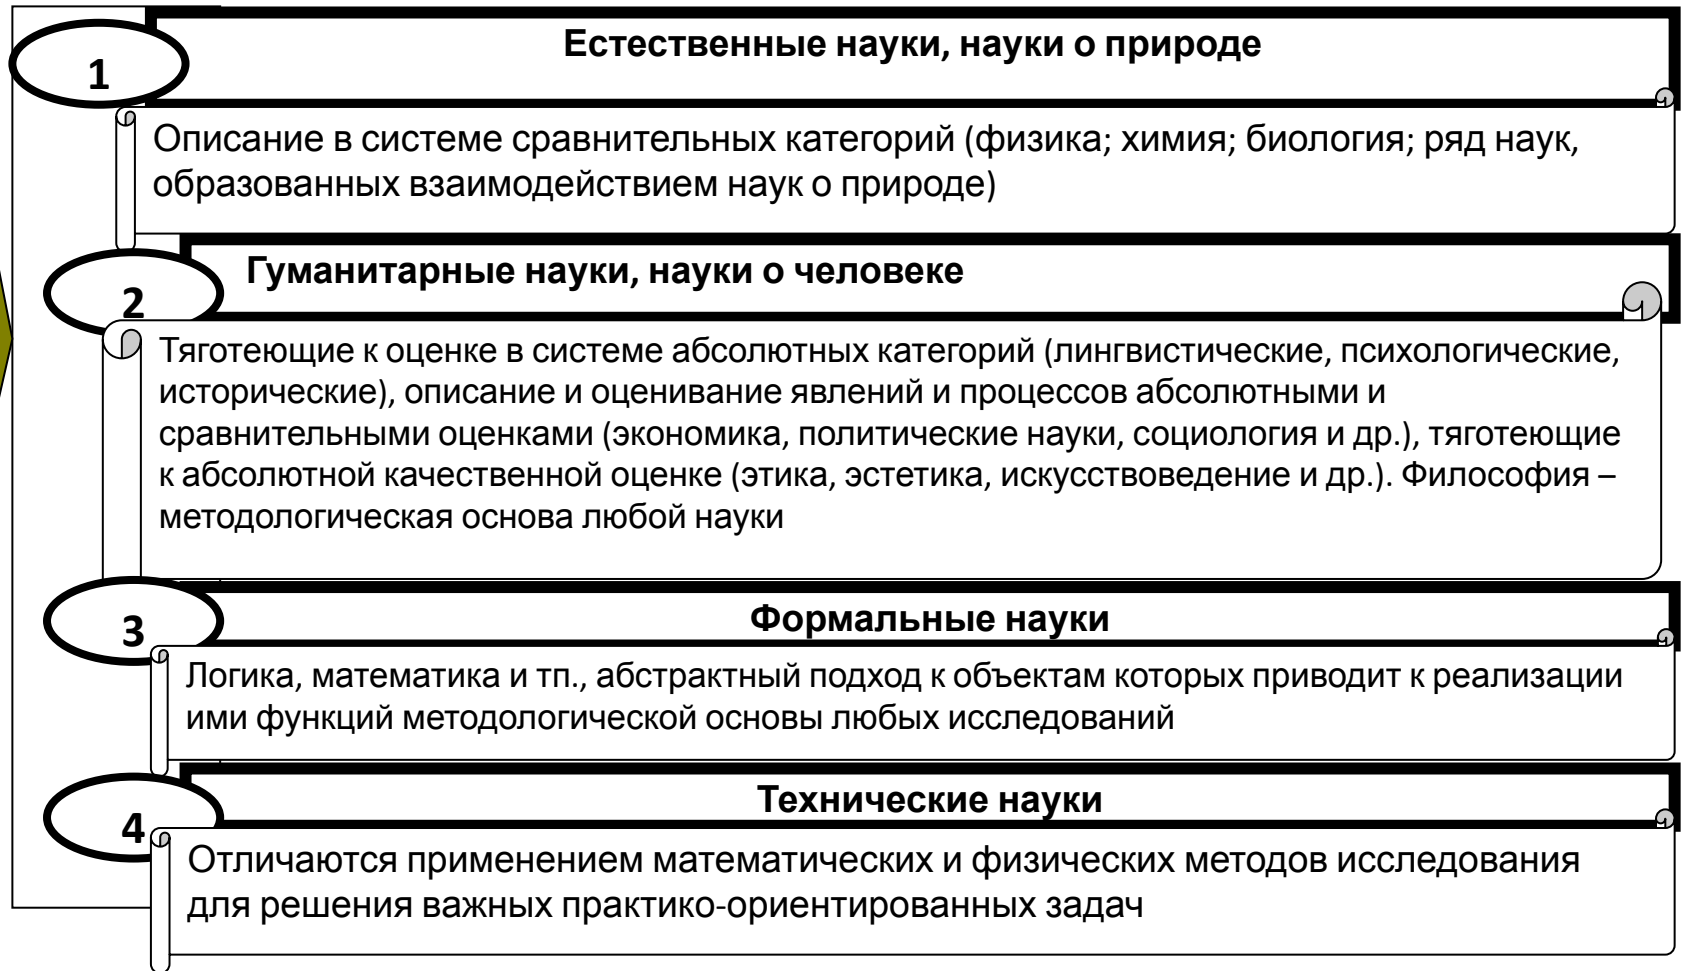 1
Естественные науки, науки о природе
Описание в системе сравнительных категорий (физика; химия; биология; ряд наук,
образованных взаимодействием наук о природе)
2
Гуманитарные науки, науки о человеке
Тяготеющие к оценке в системе абсолютных категорий (лингвистические, психологические,
исторические), описание и оценивание явлений и процессов абсолютными и
сравнительными оценками (экономика, политические науки, социология и др.), тяготеющие
к абсолютной качественной оценке (этика, эстетика, искусствоведение и др.). Философия –
методологическая основа любой науки
3
Формальные науки
Логика, математика и тп., абстрактный подход к объектам которых приводит к реализации
ими функций методологической основы любых исследований
4
Технические науки
Отличаются применением математических и физических методов исследования
для решения важных практико-ориентированных задач